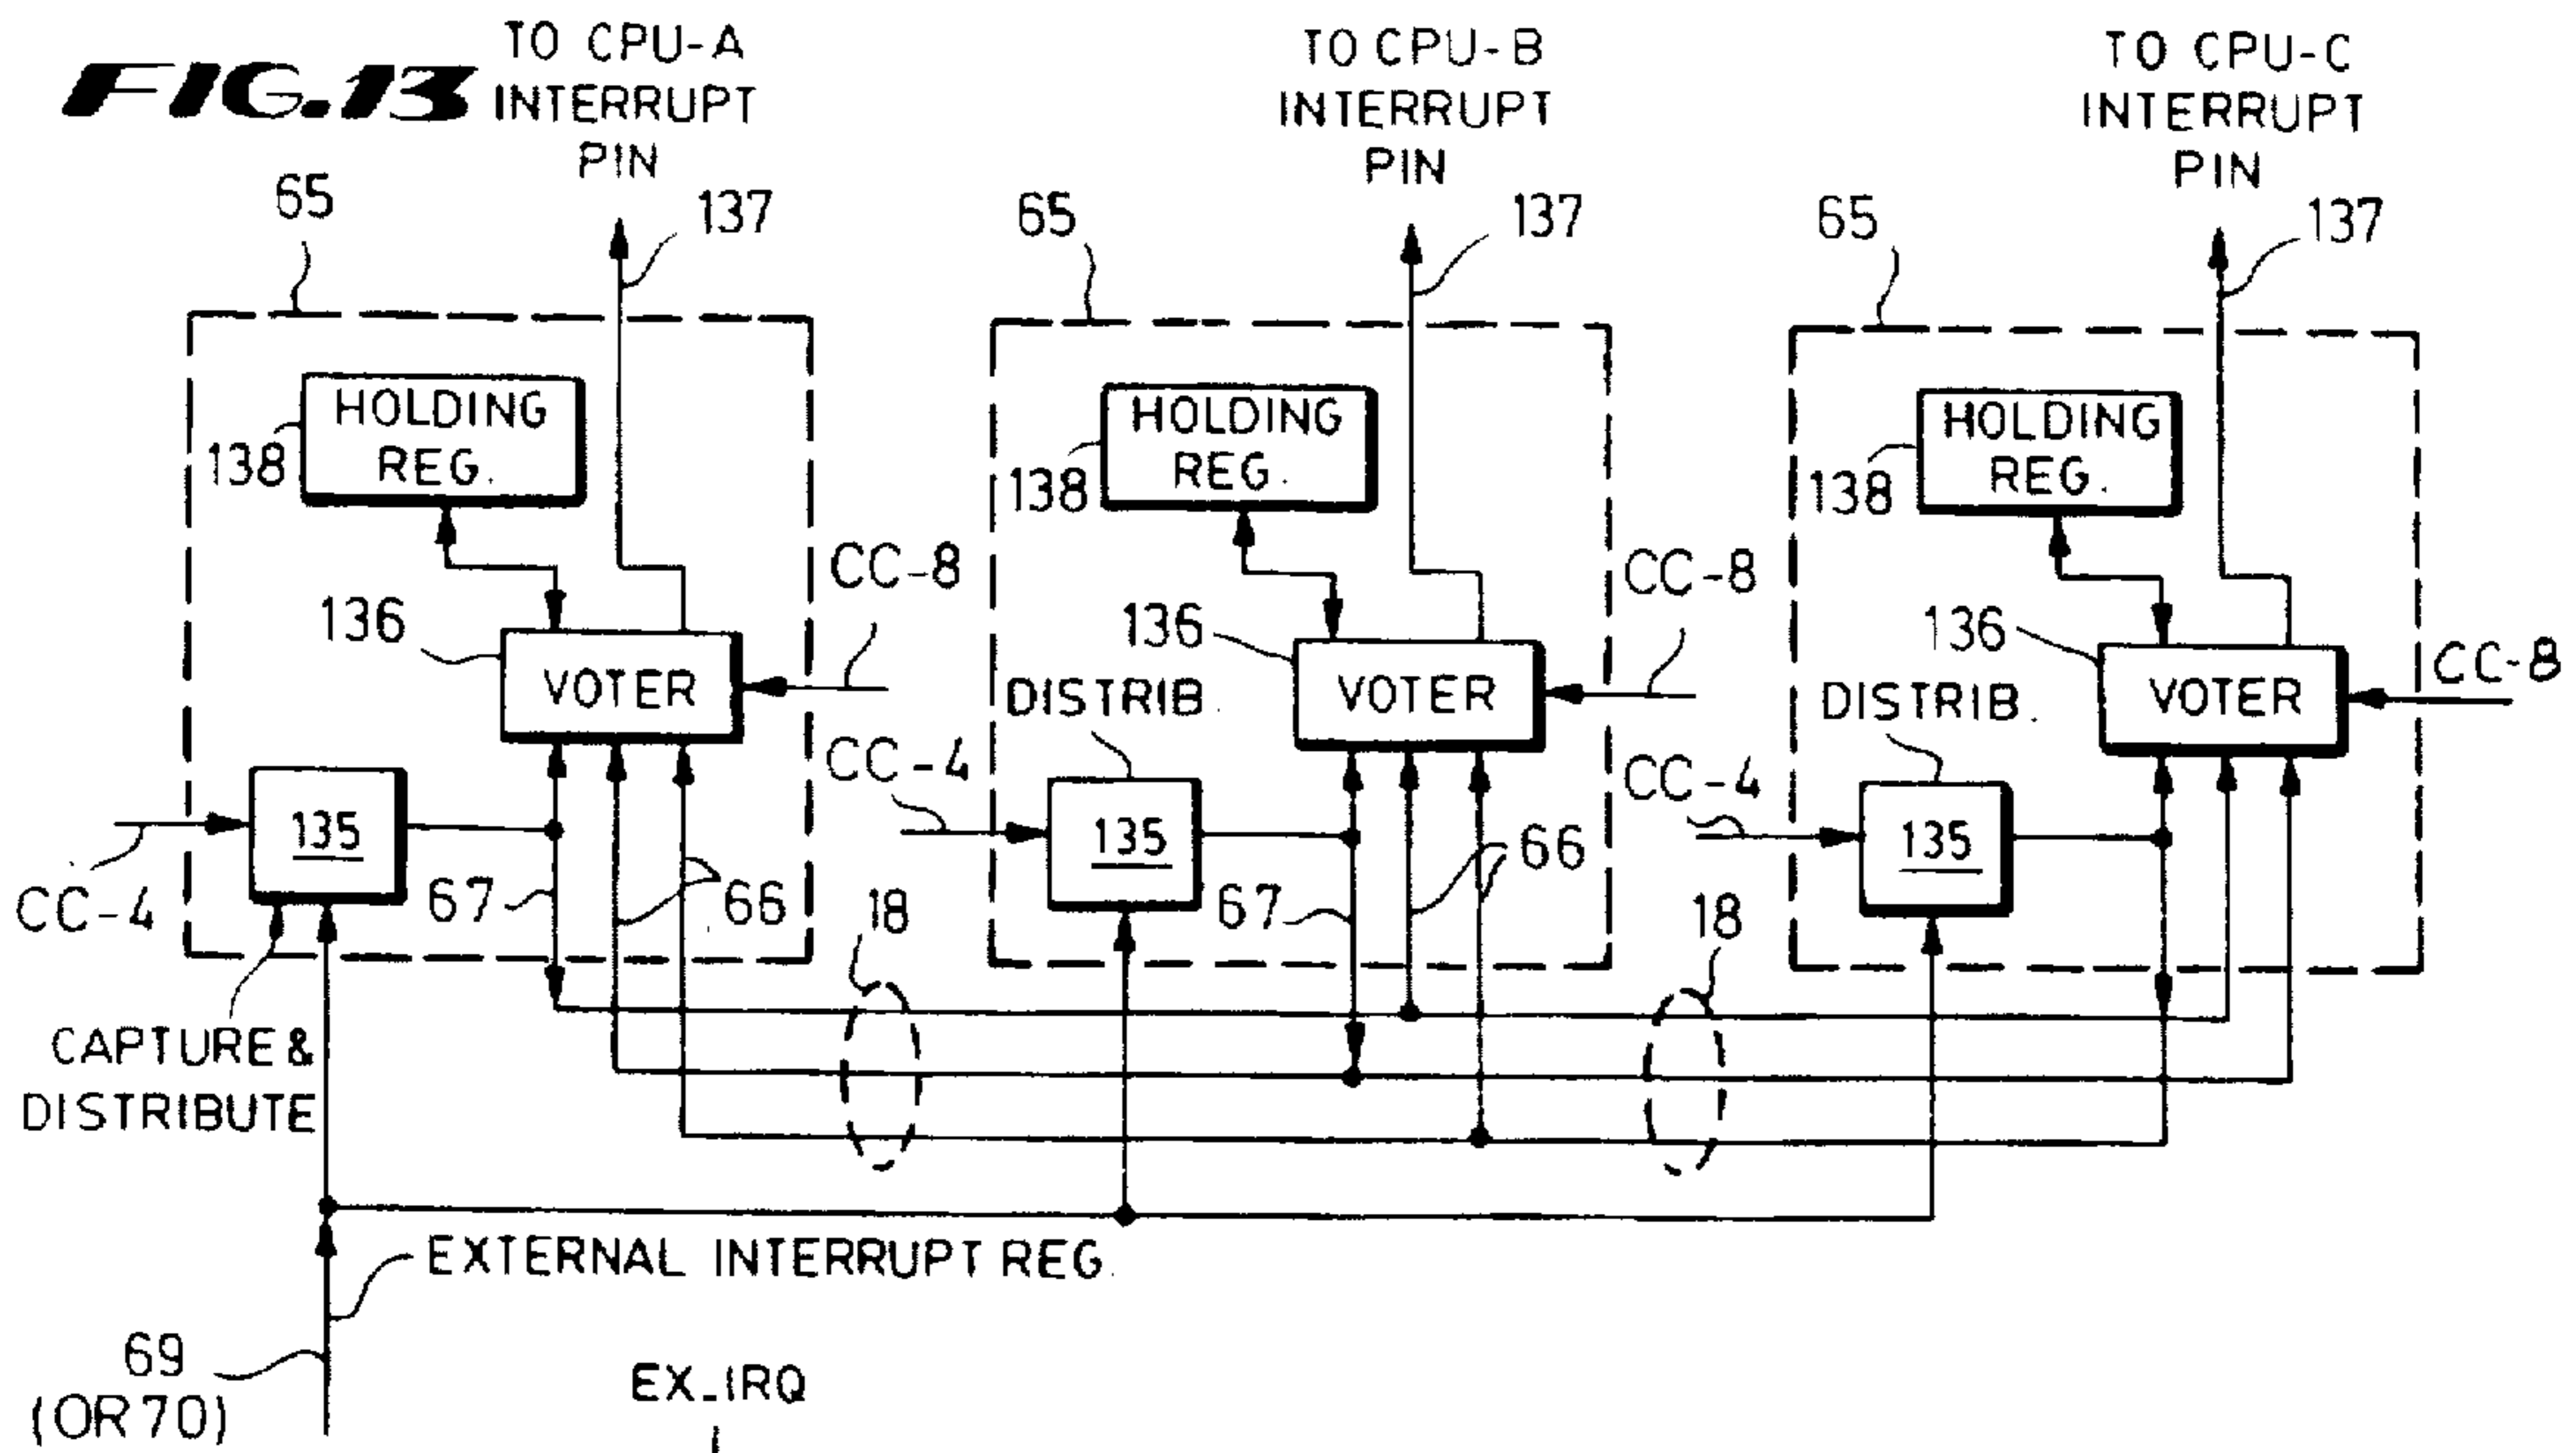 FIG.13
TO CPU-A
INTERRUPT
PIN
TO CPU-B
INTERRUPT
PIN
TO CPU-C
INTERRUPT
PIN
65
137
65
137
65
137
HOLDING
REG.
138
HOLDING
REG.
138
HOLDING
REG.
138
CC-8
CC-8
CC-8
136
VOTER
136
VOTER
136
VOTER
DISTRIB.
DISTRIB.
CC-4
CC-4
CC-4
135
135
135
67
66
18
67
66
18
CAPTURE &
DISTRIBUTE
EXTERNAL INTERRUPT REG.
69
(OR 70)
EX_IRQ